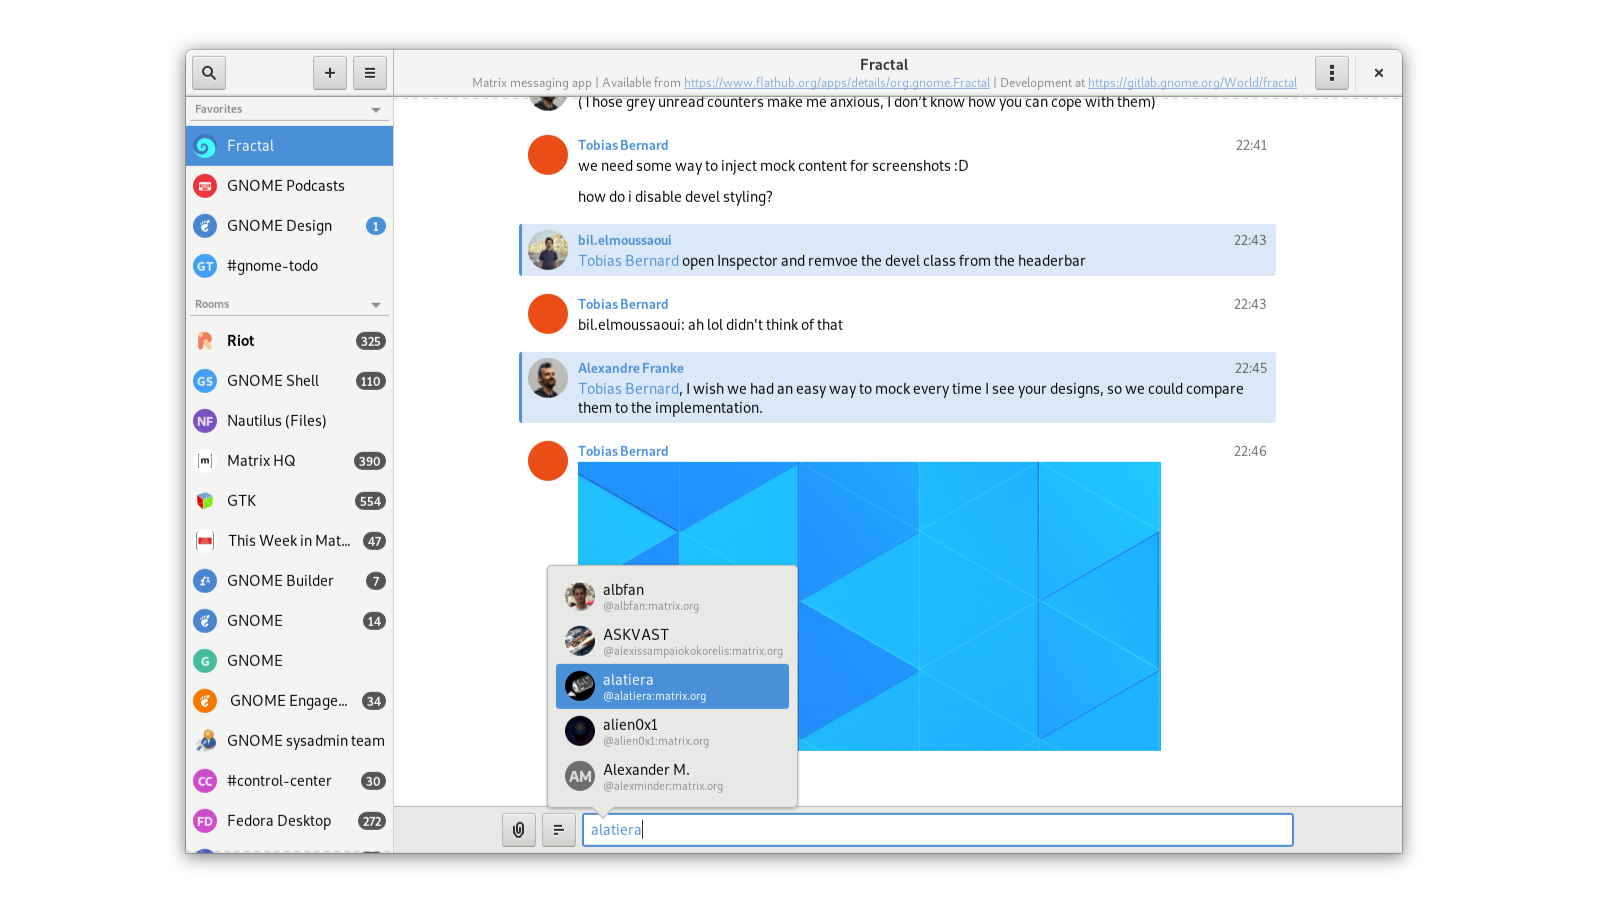 Fractal
Matrix messaging app | Available from https://www.flathub.org/apps/details/org.gnome.Fractal | Development at https://gitlab.gnome.org/World/fractal
Favorites
Fractal
GNOME Podcasts
GNOME Design 1
GT #gnome-todo
Rooms
Riot 325
GS GNOME Shell 110
NF Nautilus (Files)
[m] Matrix HQ 390
GTK 554
This Week in Mat... 47
GNOME Builder 7
GNOME 14
G GNOME
GNOME Engage... 34
GNOME sysadmin team
CC #control-center 30
FD Fedora Desktop 272
(Those grey unread counters make me anxious, I don’t know how you can cope with them)
Tobias Bernard 22:41
we need some way to inject mock content for screenshots :D
how do i disable devel styling?
bil.elmoussaoui 22:43
Tobias Bernard open Inspector and remvoe the devel class from the headerbar
Tobias Bernard 22:43
bil.elmoussaoui: ah lol didn't think of that
Alexandre Franke 22:45
Tobias Bernard, I wish we had an easy way to mock every time I see your designs, so we could compare
them to the implementation.
Tobias Bernard 22:46
albfan
@albfan:matrix.org
ASKVAST
@alexissampaiokokorelis:matrix.org
alatiera
@alatiera:matrix.org
alien0x1
@alien0x1:matrix.org
AM Alexander M.
@alexminder:matrix.org
alatiera